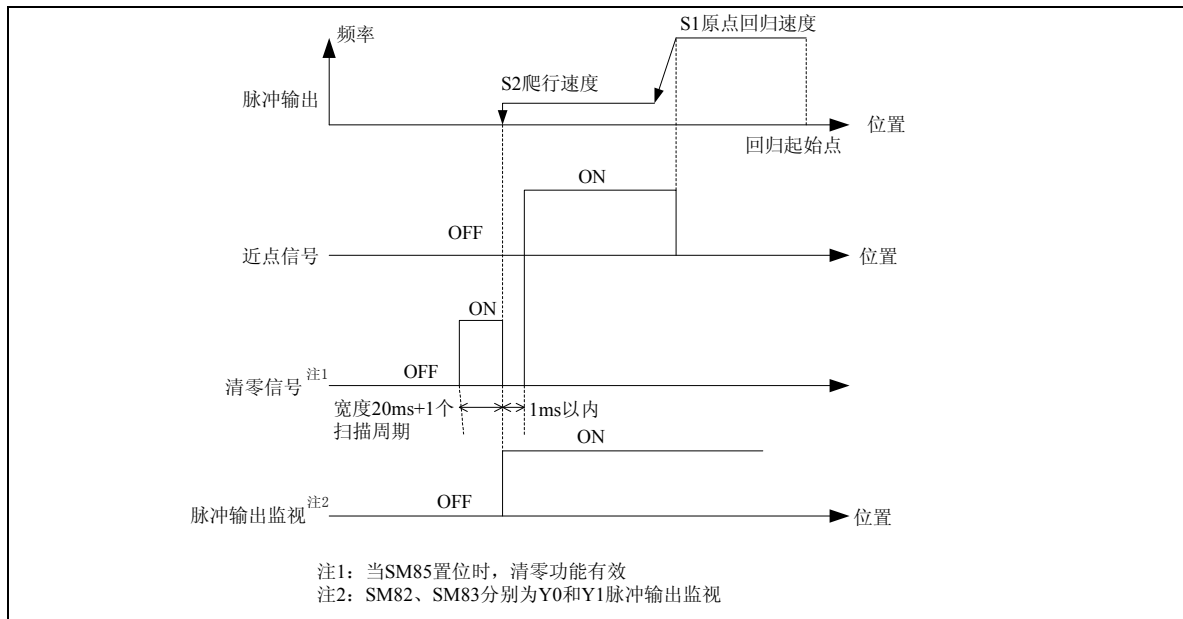 S1原点回归速度
频率
S2爬行速度
脉冲输出
位置
回归起始点
ON
OFF
近点信号
位置
ON
OFF
清零信号注1
宽度20ms+1个
扫描周期
1ms以内
ON
OFF
脉冲输出监视注2
位置
注1：当SM85置位时，清零功能有效
注2：SM82、SM83分别为Y0和Y1脉冲输出监视